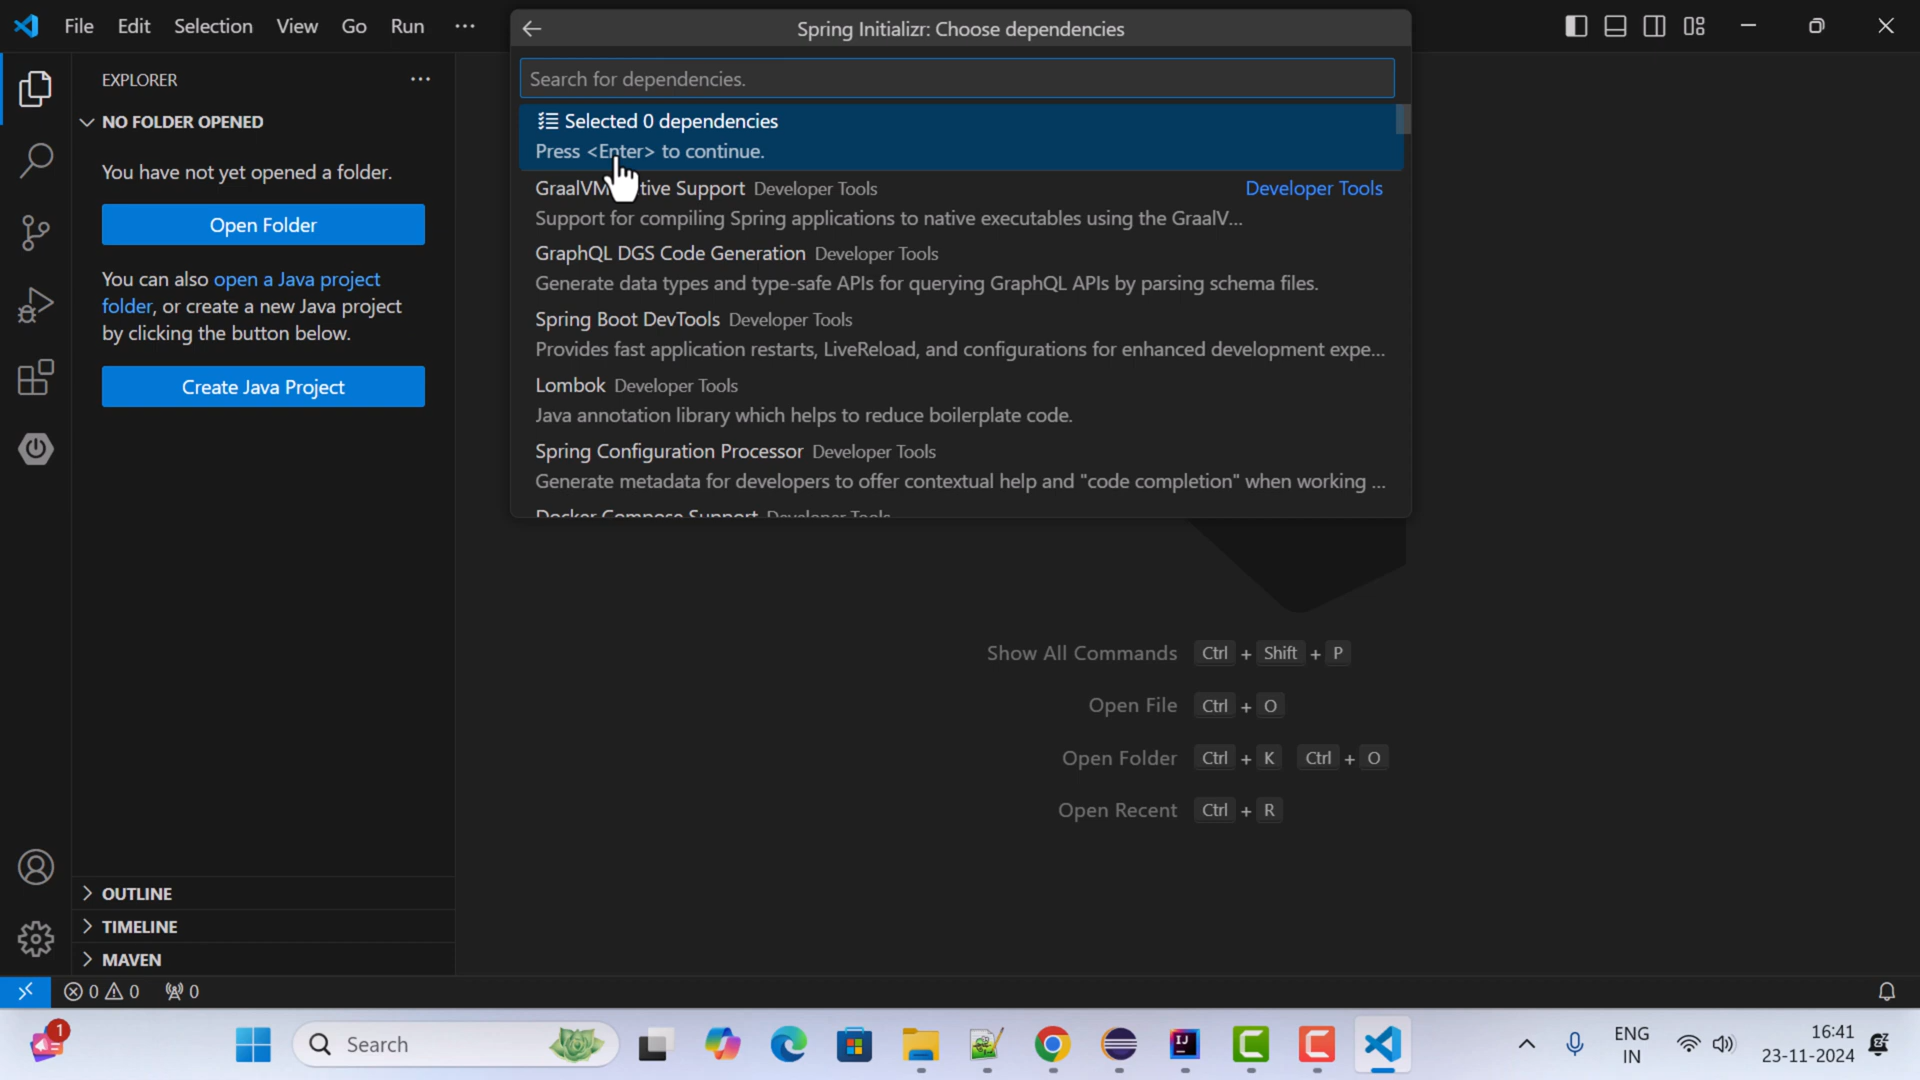 File Edit Selection View Go Run ···
Spring Initializr: Choose dependencies
Search for dependencies.
Selected 0 dependencies
Press <Enter> to continue.
GraalVM tive Support Developer Tools Developer Tools
Support for compiling Spring applications to native executables using the GraalV...
GraphQL DGS Code Generation Developer Tools
Generate data types and type-safe APIs for querying GraphQL APIs by parsing schema files.
Spring Boot DevTools Developer Tools
Provides fast application restarts, LiveReload, and configurations for enhanced development expe...
Lombok Developer Tools
Java annotation library which helps to reduce boilerplate code.
Spring Configuration Processor Developer Tools
Generate metadata for developers to offer contextual help and "code completion" when working ...
Docker Compose Support Developer Tools
EXPLORER ···
NO FOLDER OPENED
You have not yet opened a folder.
Open Folder
You can also open a Java project
folder, or create a new Java project
by clicking the button below.
Create Java Project
Show All Commands Ctrl + Shift + P
Open File Ctrl + O
Open Folder Ctrl + K Ctrl + O
Open Recent Ctrl + R
OUTLINE
TIMELINE
MAVEN
0 0 0
1
Search
IJ
ENG
IN
16:41
23-11-2024